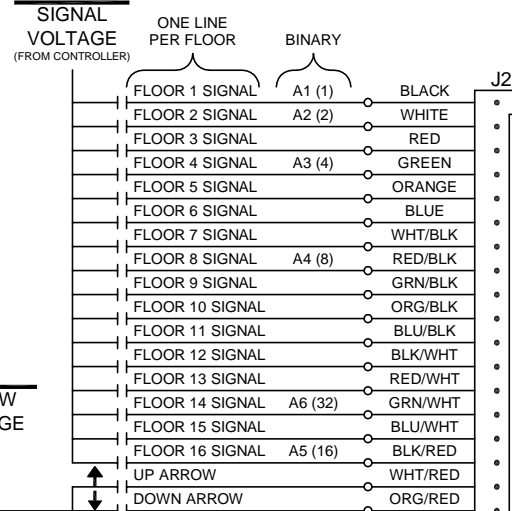 SIGNAL
VOLTAGE
(FROM CONTROLLER)
ONE LINE
PER FLOOR
BINARY
J2
FLOOR 1 SIGNAL A1 (1) BLACK
FLOOR 2 SIGNAL A2 (2) WHITE
FLOOR 3 SIGNAL RED
FLOOR 4 SIGNAL A3 (4) GREEN
FLOOR 5 SIGNAL ORANGE
FLOOR 6 SIGNAL BLUE
FLOOR 7 SIGNAL WHT/BLK
FLOOR 8 SIGNAL A4 (8) RED/BLK
FLOOR 9 SIGNAL GRN/BLK
FLOOR 10 SIGNAL ORG/BLK
FLOOR 11 SIGNAL BLU/BLK
FLOOR 12 SIGNAL BLK/WHT
FLOOR 13 SIGNAL RED/WHT
FLOOR 14 SIGNAL A6 (32) GRN/WHT
FLOOR 15 SIGNAL BLU/WHT
FLOOR 16 SIGNAL A5 (16) BLK/RED
UP ARROW WHT/RED
DOWN ARROW ORG/RED
W
GE